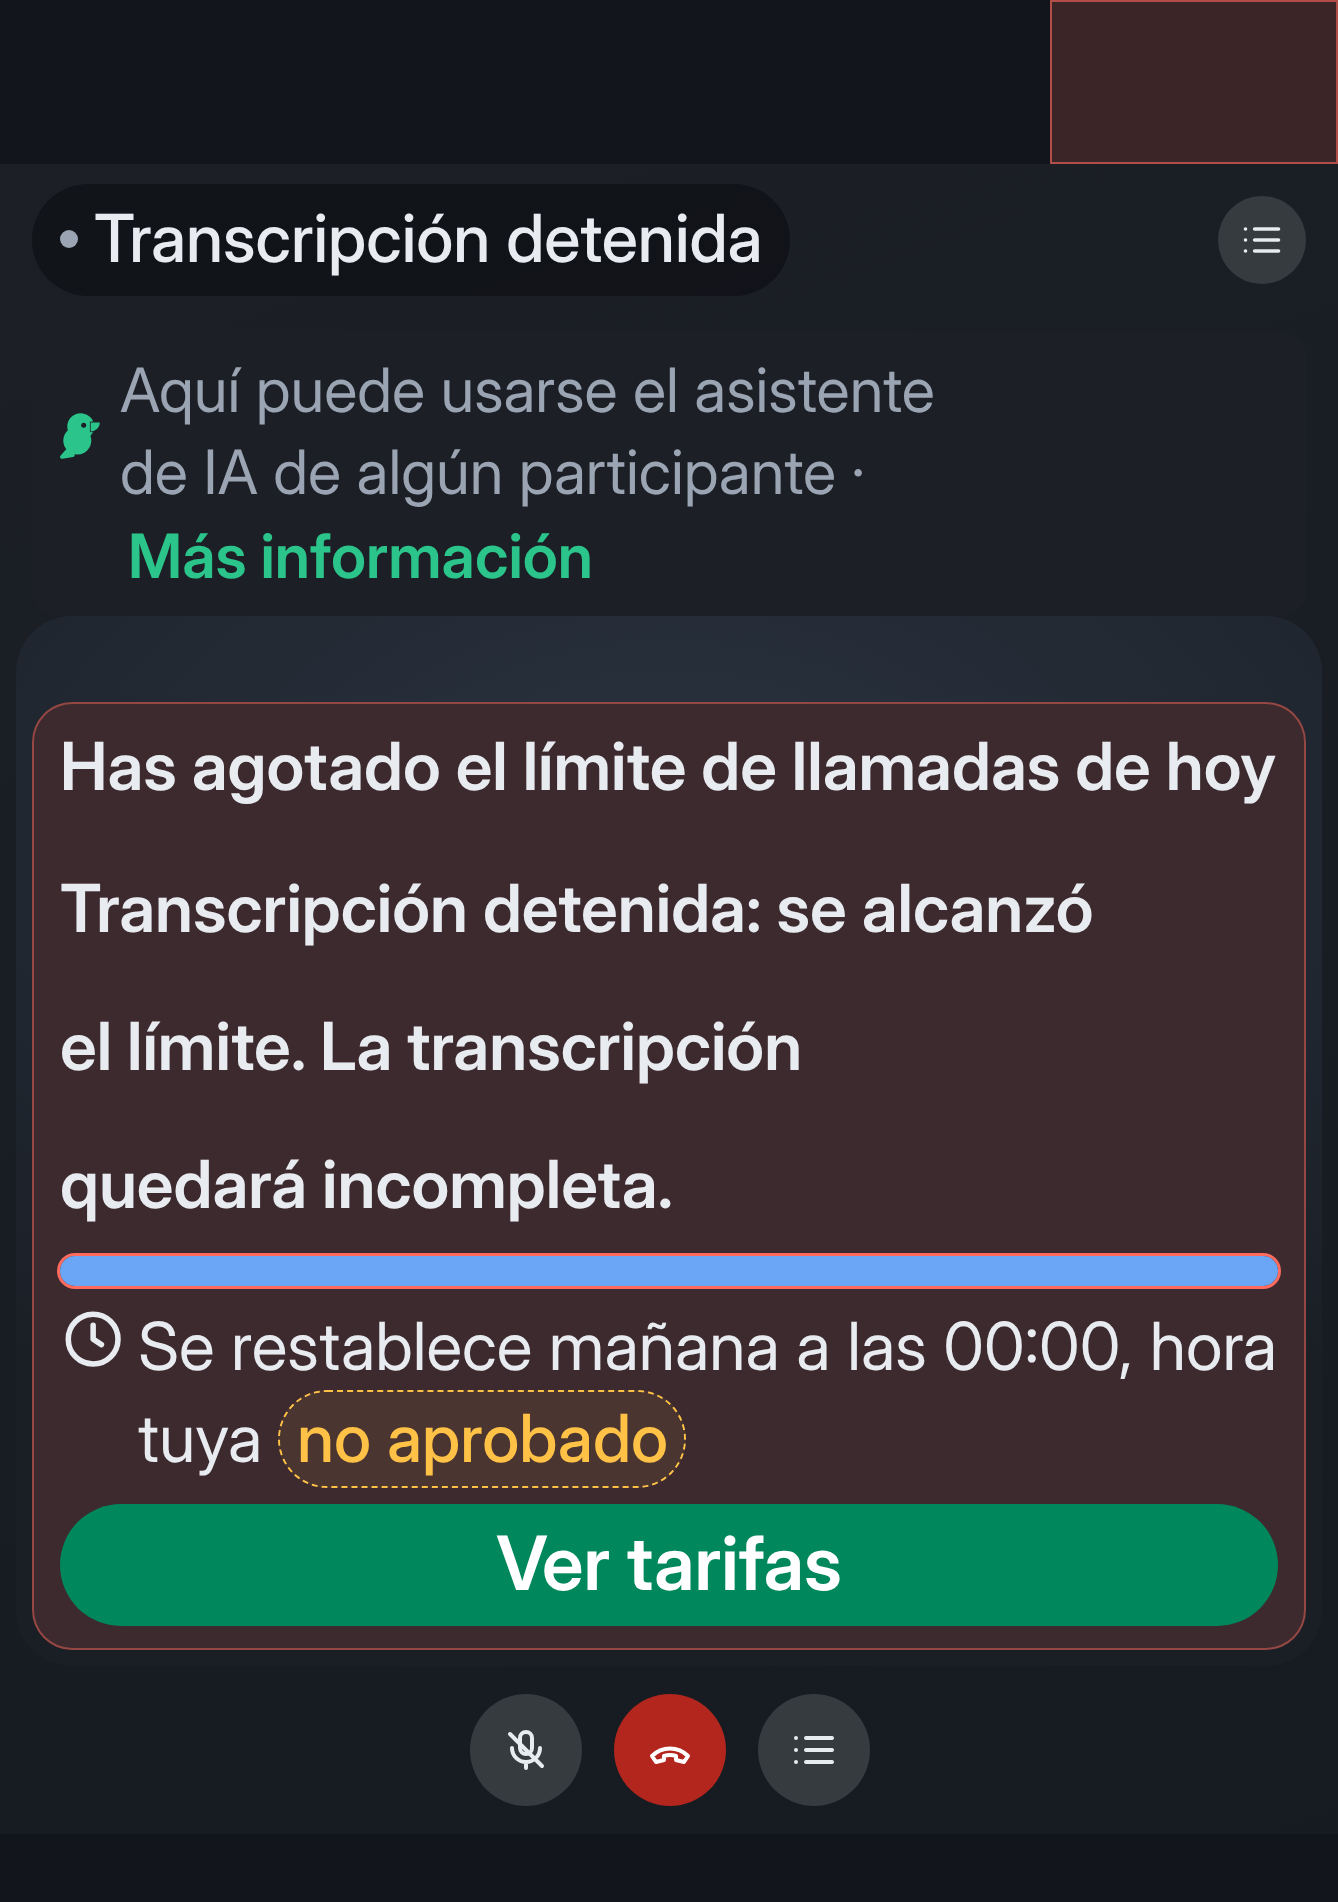 Transcripción detenida
Aquí puede usarse el asistente
de IA de algún participante ·
Más información
Has agotado el límite de llamadas de hoy
Transcripción detenida: se alcanzó
el límite. La transcripción
quedará incompleta.
Se restablece mañana a las 00:00, hora
tuya no aprobado
Ver tarifas